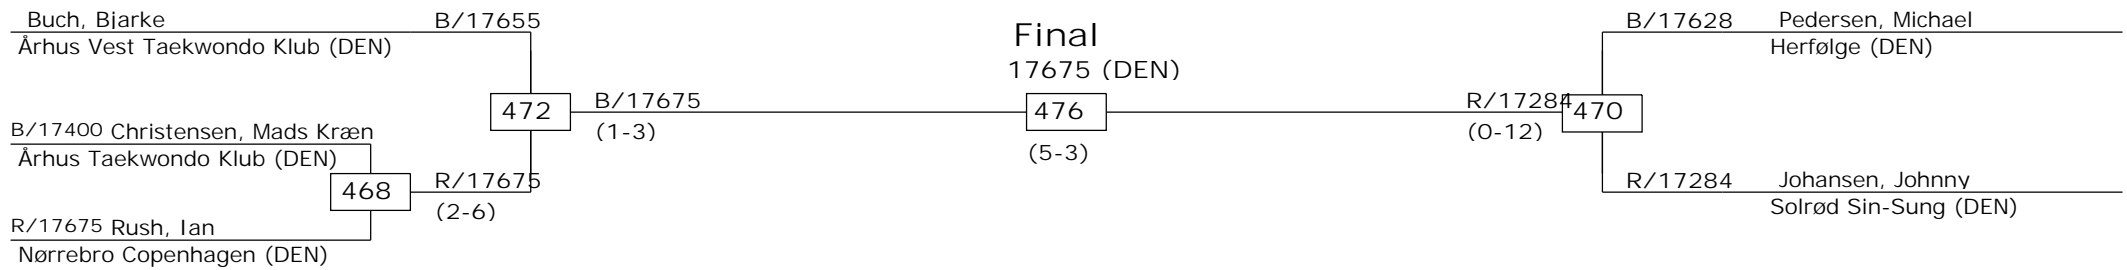 Buch, Bjarke B/17655
Århus Vest Taekwondo Klub (DEN)
B/17400 Christensen, Mads Kræn
Århus Taekwondo Klub (DEN)
468
R/17675 Rush, Ian
Nørrebro Copenhagen (DEN)
R/17675
(2-6)
472
B/17675
(1-3)
Final
17675 (DEN)
476
(5-3)
R/17284
(0-12)
470
B/17628 Pedersen, Michael
Herfølge (DEN)
R/17284 Johansen, Johnny
Solrød Sin-Sung (DEN)